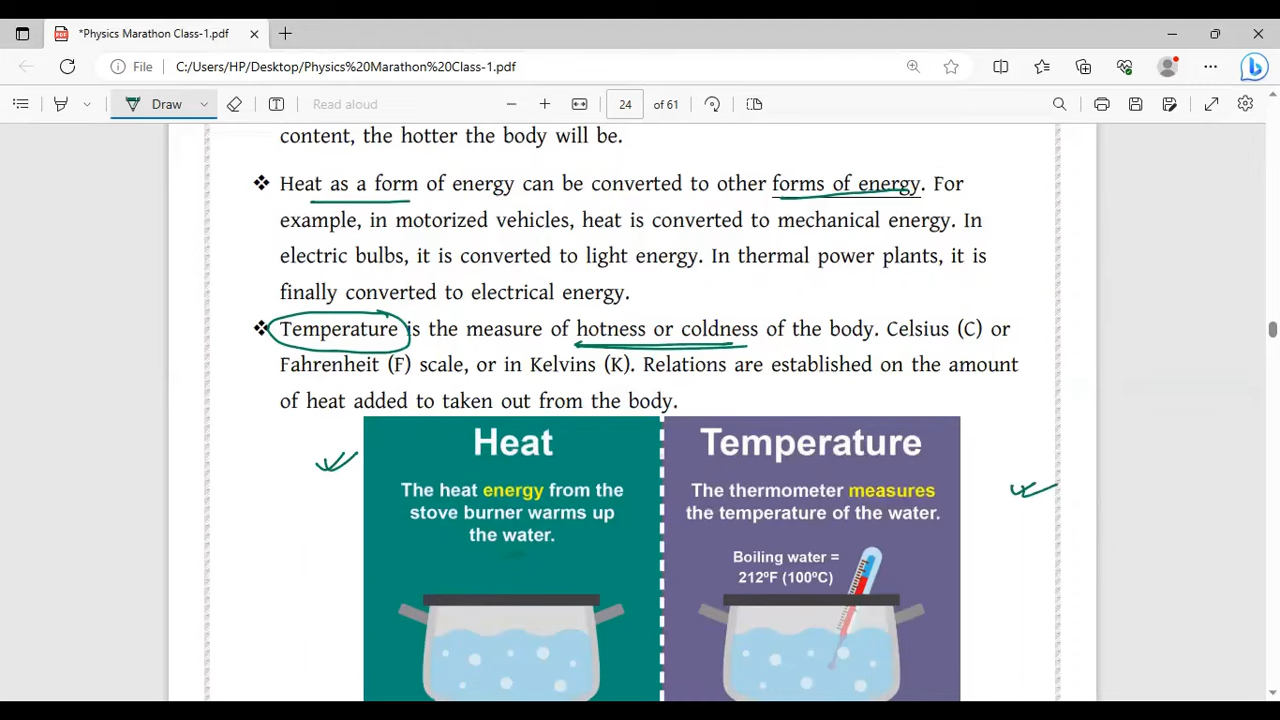 *Physics Marathon Class-1.pdf
File C:/Users/HP/Desktop/Physics%20Marathon%20Class-1.pdf
Draw Read aloud 24 of 61
content, the hotter the body will be.
❖ Heat as a form of energy can be converted to other forms of energy. For
example, in motorized vehicles, heat is converted to mechanical energy. In
electric bulbs, it is converted to light energy. In thermal power plants, it is
finally converted to electrical energy.
❖ Temperature is the measure of hotness or coldness of the body. Celsius (C) or
Fahrenheit (F) scale, or in Kelvins (K). Relations are established on the amount
of heat added to taken out from the body.
Heat
The heat energy from the
stove burner warms up
the water.
Temperature
The thermometer measures
the temperature of the water.
Boiling water =
212ºF (100ºC)